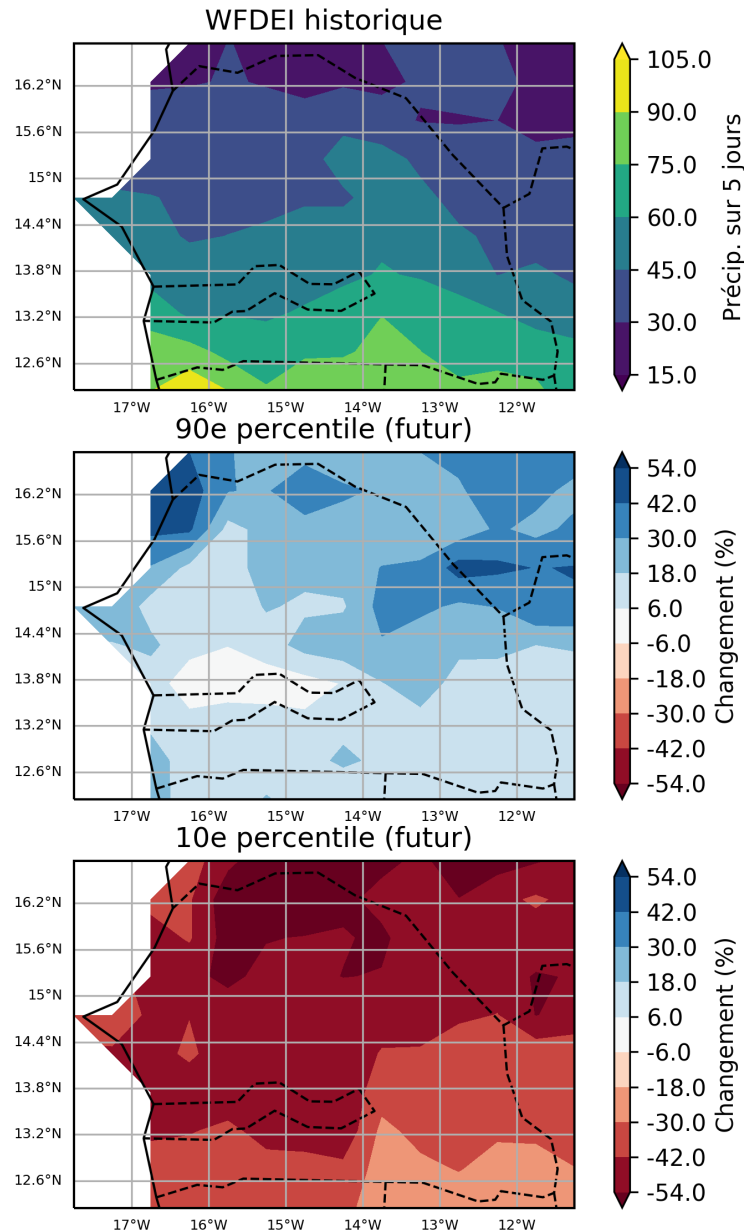 WFDEI historique
16.2°N
15.6°N
15°N
14.4°N
13.8°N
13.2°N
12.6°N
17°W 16°W 15°W 14°W 13°W 12°W
105.0
90.0
75.0
60.0
45.0
30.0
15.0
Précip. sur 5 jours
90e percentile (futur)
16.2°N
15.6°N
15°N
14.4°N
13.8°N
13.2°N
12.6°N
17°W 16°W 15°W 14°W 13°W 12°W
54.0
42.0
30.0
18.0
6.0
-6.0
-18.0
-30.0
-42.0
-54.0
Changement (%)
10e percentile (futur)
16.2°N
15.6°N
15°N
14.4°N
13.8°N
13.2°N
12.6°N
17°W 16°W 15°W 14°W 13°W 12°W
54.0
42.0
30.0
18.0
6.0
-6.0
-18.0
-30.0
-42.0
-54.0
Changement (%)